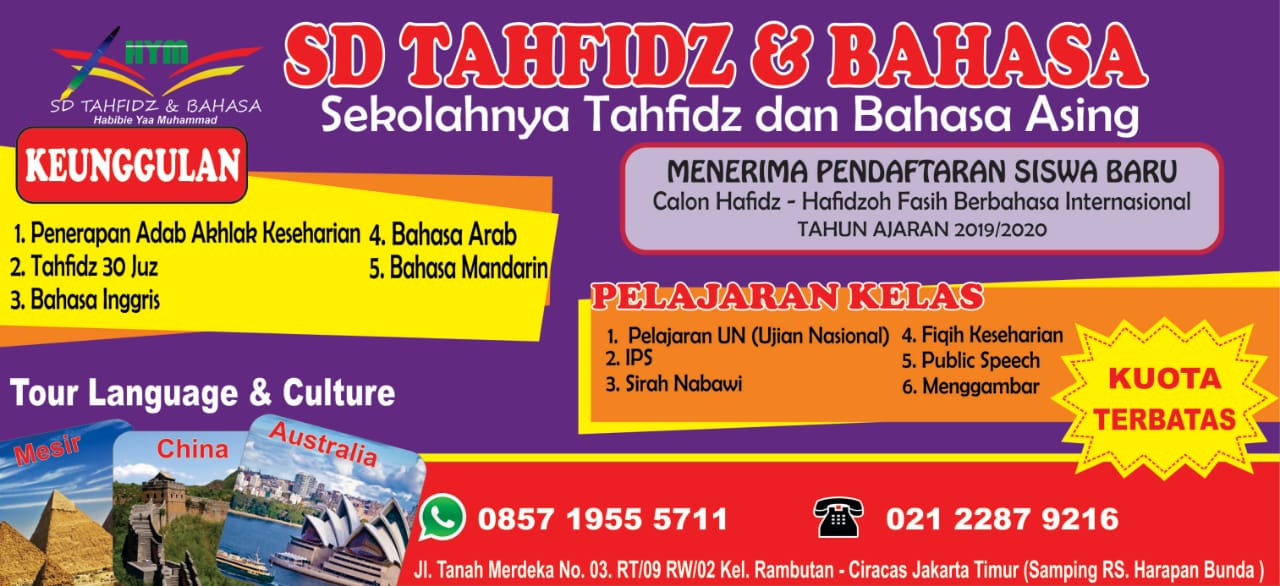 HYM
SD TAHFIDZ & BAHASA
Habibie Yaa Muhammad
SD TAHFIDZ & BAHASA
Sekolahnya Tahfidz dan Bahasa Asing
KEUNGGULAN
1. Penerapan Adab Akhlak Keseharian
2. Tahfidz 30 Juz
3. Bahasa Inggris
4. Bahasa Arab
5. Bahasa Mandarin
MENERIMA PENDAFTARAN SISWA BARU
Calon Hafidz - Hafidzoh Fasih Berbahasa Internasional
TAHUN AJARAN 2019/2020
PELAJARAN KELAS
1. Pelajaran UN (Ujian Nasional)
2. IPS
3. Sirah Nabawi
4. Fiqih Keseharian
5. Public Speech
6. Menggambar
KUOTA
TERBATAS
Tour Language & Culture
Mesir
China
Australia
0857 1955 5711
021 2287 9216
Jl. Tanah Merdeka No. 03. RT/09 RW/02 Kel. Rambutan - Ciracas Jakarta Timur (Samping RS. Harapan Bunda )